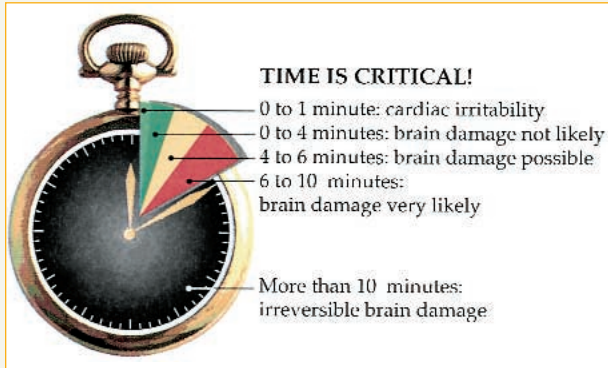 TIME IS CRITICAL!
0 to 1 minute: cardiac irritability
0 to 4 minutes: brain damage not likely
4 to 6 minutes: brain damage possible
6 to 10 minutes:
brain damage very likely
More than 10 minutes:
irreversible brain damage